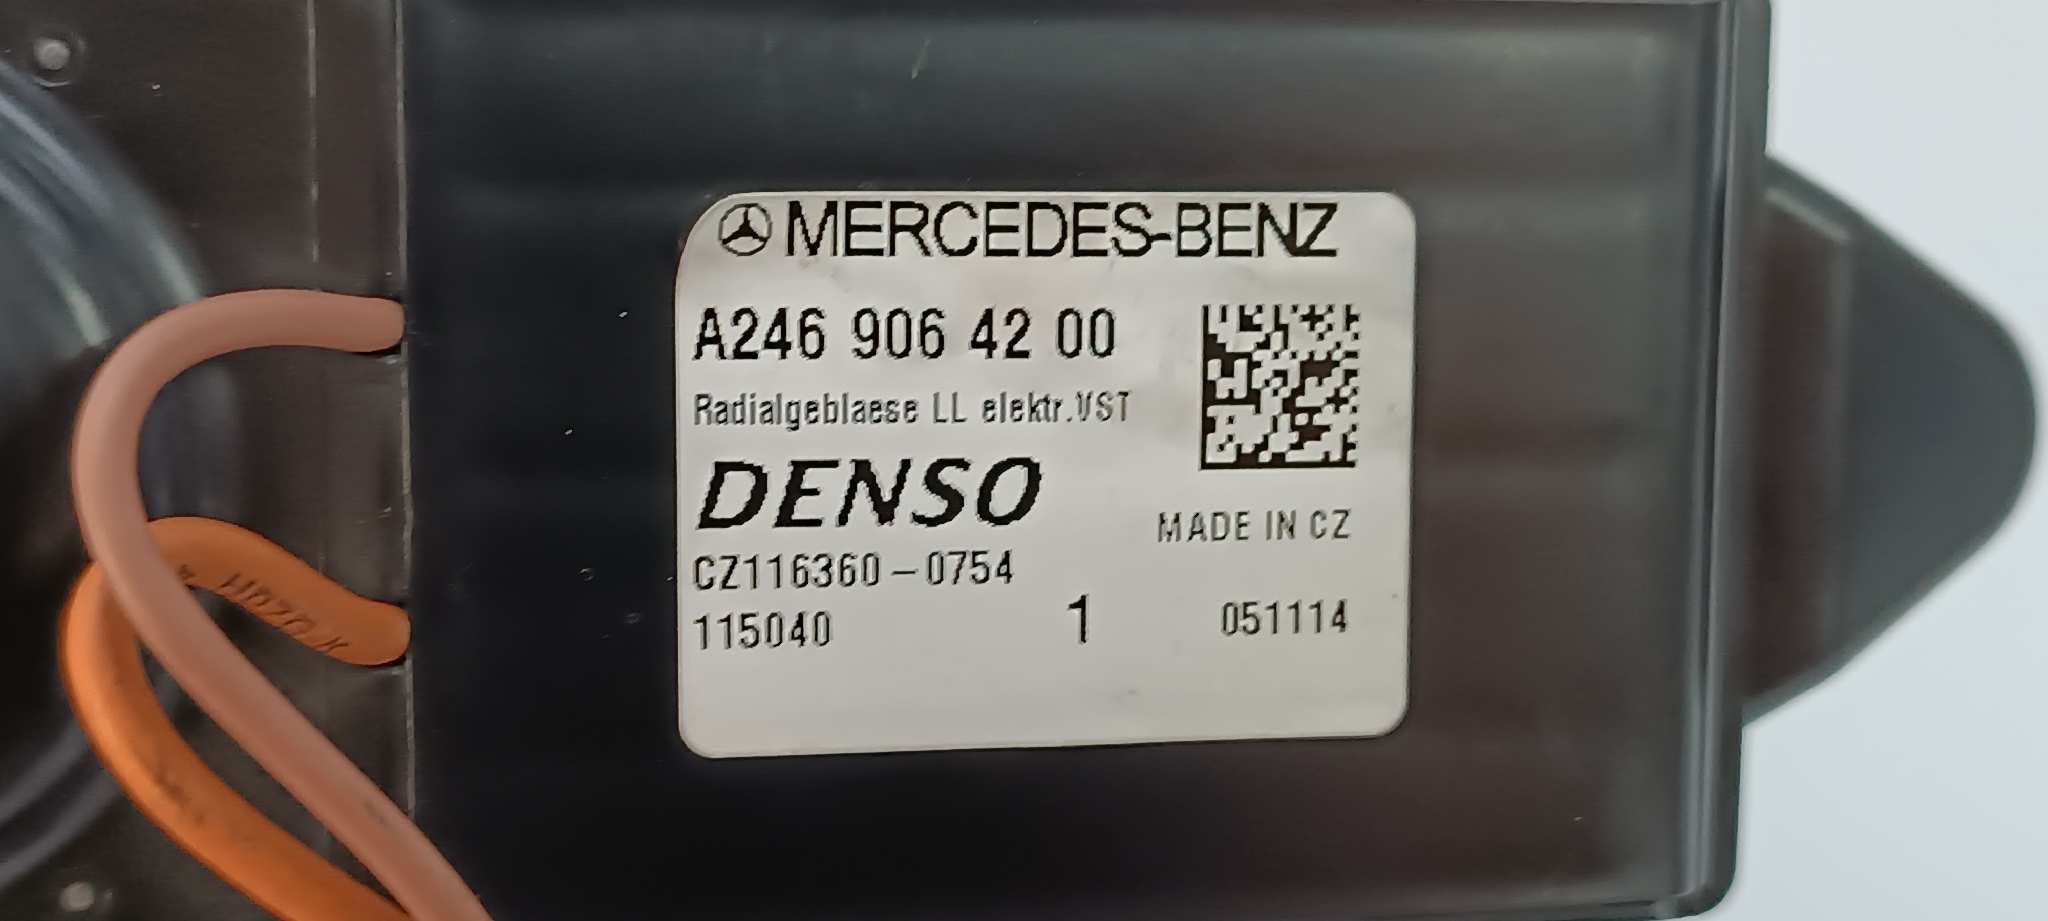 MERCEDES-BENZ
A246 906 42 00
Radialgeblaese LL elektr.VST
DENSO
MADE IN CZ
CZ116360-0754
115040 1 051114